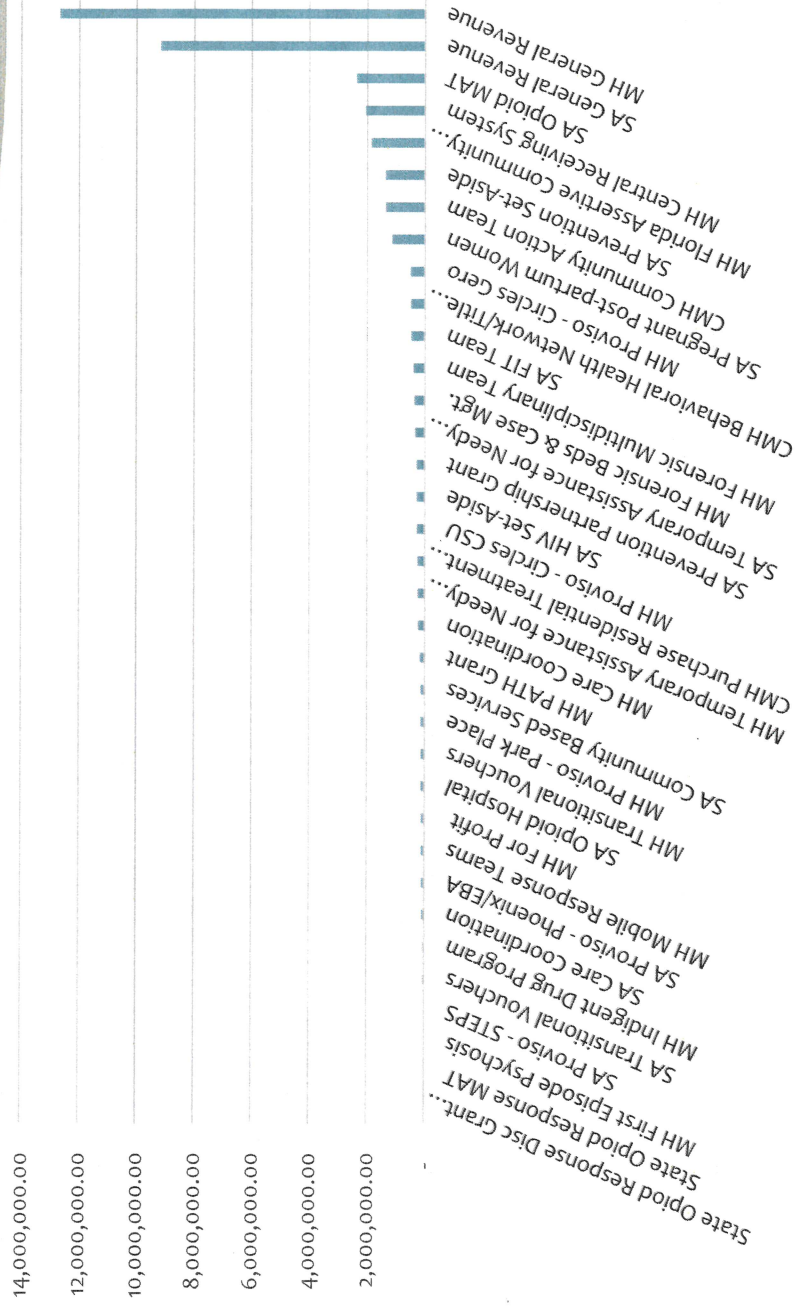 14,000,000.00
12,000,000.00
10,000,000.00
8,000,000.00
6,000,000.00
4,000,000.00
2,000,000.00
-
MH General Revenue
SA General Revenue
SA Opioid MAT
MH Central Receiving System
MH Florida Assertive Community...
SA Prevention Set-Aside
CMH Community Action Team
SA Pregnant Post-partum Women
MH Proviso - Circles Gero
CMH Behavioral Health Network/Title...
SA FIT Team
MH Forensic Multidisciplinary Team
MH Forensic Beds & Case Mgt.
SA Temporary Assistance for Needy...
SA Prevention Partnership Grant
SA HIV Set-Aside
MH Proviso - Circles CSU
CMH Purchase Residential Treatment...
MH Temporary Assistance for Needy...
MH Care Coordination
MH PATH Grant
SA Community Based Services
MH Proviso - Park Place
MH Transitional Vouchers
SA Opioid Hospital
MH For Profit
MH Mobile Response Teams
SA Proviso - Phoenix/EBA
SA Care Coordination
MH Indigent Drug Program
SA Transitional Vouchers
SA Proviso - STEPS
MH First Episode Psychosis
State Opiod Response MAT
State Opiod Response Disc Grant...